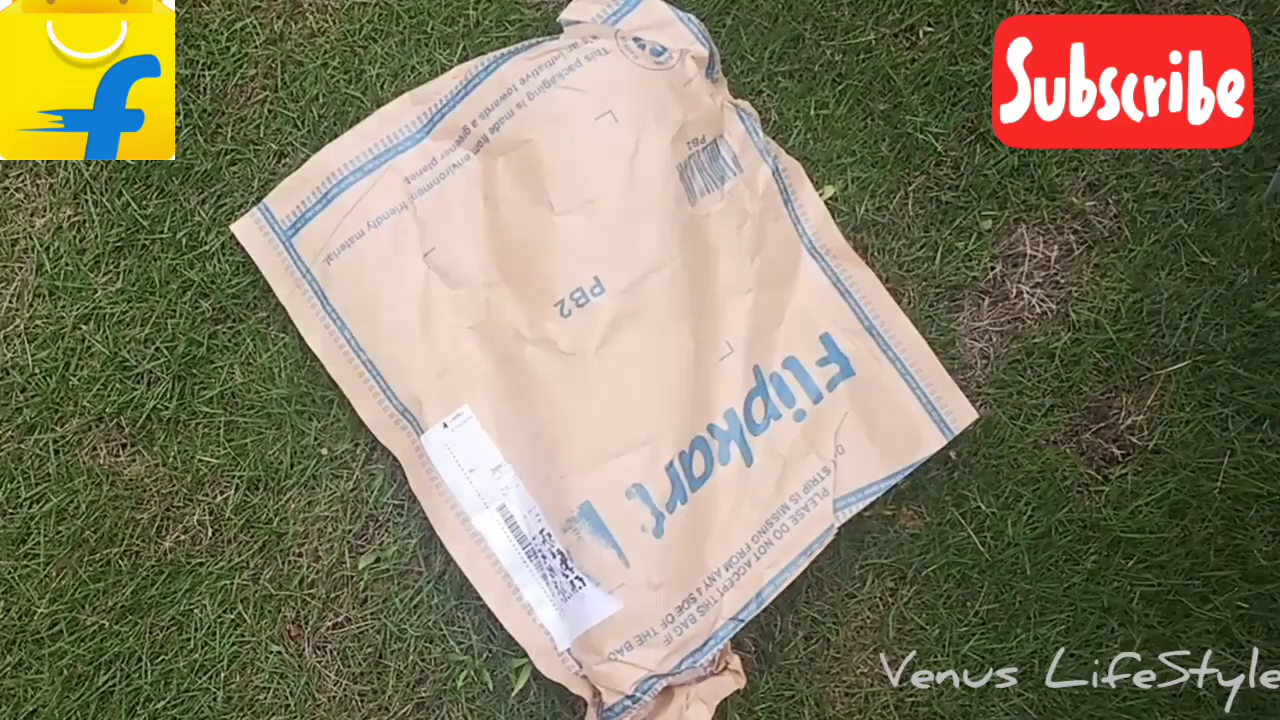 Subscribe
This packaging is made from environment friendly material.
initiative towards a greener planet.
PB2
PB2
Flipkart
PLEASE DO NOT ACCEPT THIS BAG IF
STRIP IS MISSING FROM ANY 4 SIDE OF THE BAG
Venus LifeStyle